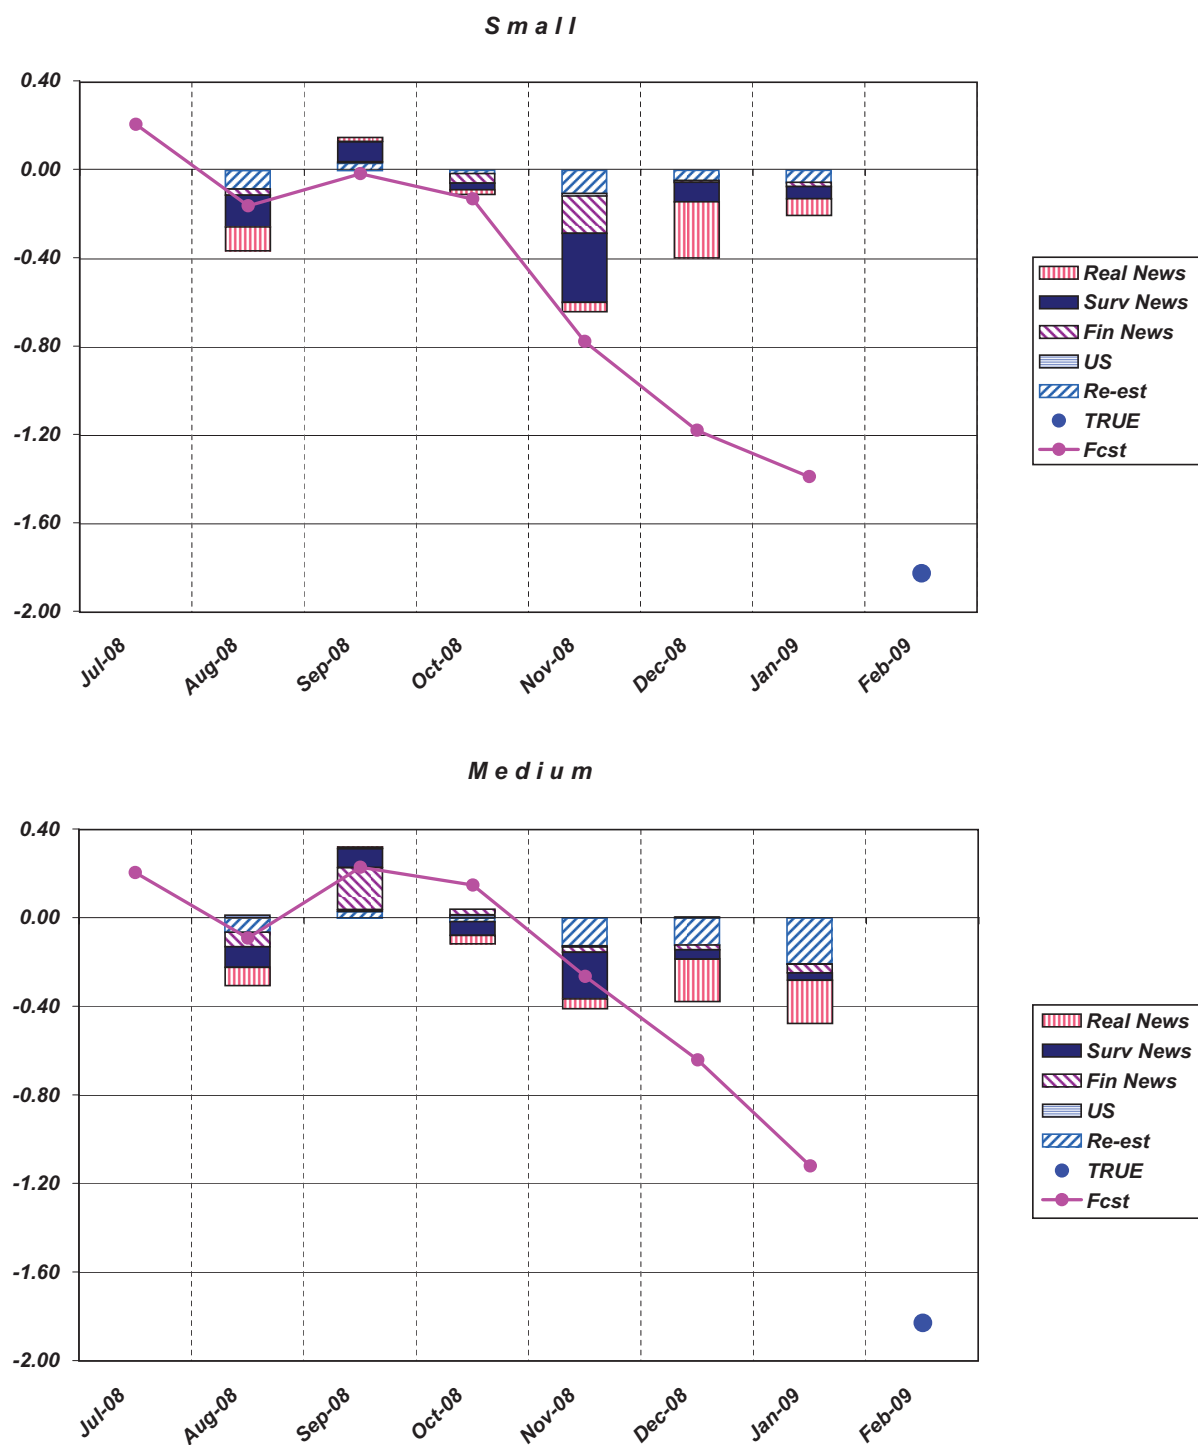 Small
0.40
0.00
-0.40
-0.80
-1.20
-1.60
-2.00
Jul-08
Aug-08
Sep-08
Oct-08
Nov-08
Dec-08
Jan-09
Feb-09
Real News
Surv News
Fin News
US
Re-est
TRUE
Fcst
Medium
0.40
0.00
-0.40
-0.80
-1.20
-1.60
-2.00
Jul-08
Aug-08
Sep-08
Oct-08
Nov-08
Dec-08
Jan-09
Feb-09
Real News
Surv News
Fin News
US
Re-est
TRUE
Fcst